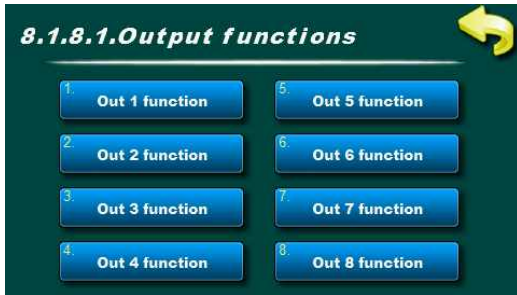 8.1.8.1.Output functions
1.
Out 1 function
2.
Out 2 function
3.
Out 3 function
4.
Out 4 function
5.
Out 5 function
6.
Out 6 function
7.
Out 7 function
8.
Out 8 function